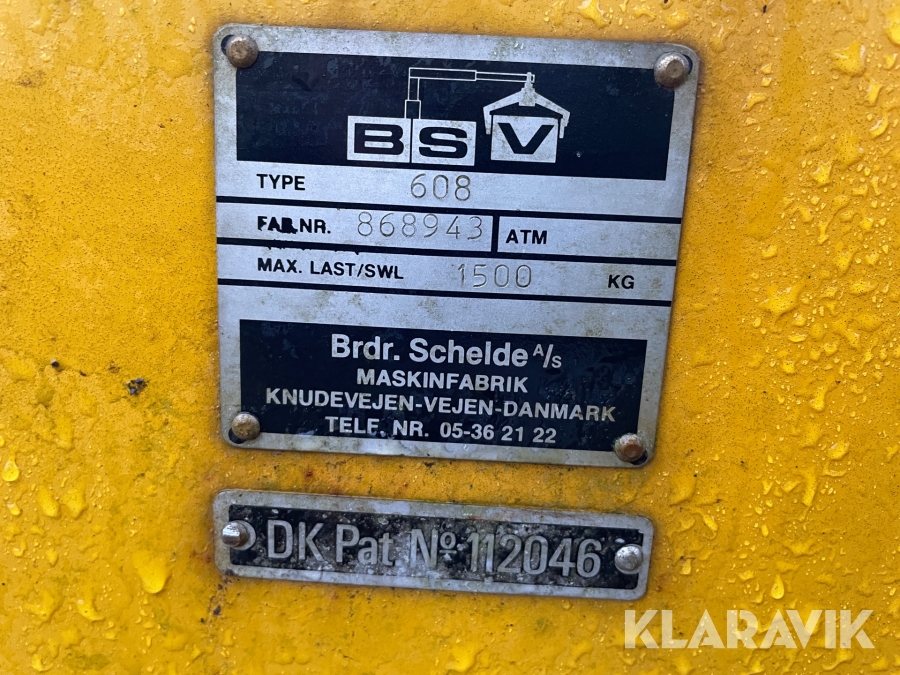 BSV
TYPE 608
FAB.NR. 868943 ATM
MAX. LAST/SWL 1500 KG
Brdr. Schelde A/S
MASKINFABRIK
KNUDEVEJEN-VEJEN-DANMARK
TELF. NR. 05-36 21 22
DK Pat Nº 112046
KLARAVIK